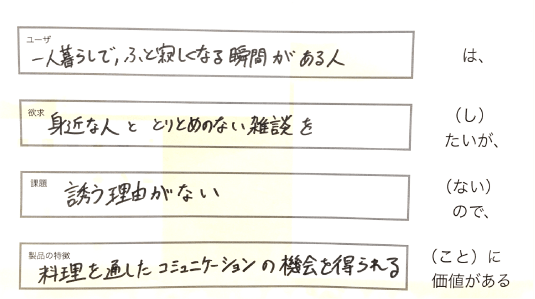 ユーザ
一人暮らしで,ふと寂しくなる瞬間がある人 は、
欲求
身近な人と とりとめのない雑談を (し)
たいが、
課題
誘う理由がない (ない)
ので、
製品の特徴
料理を通したコミュニケーションの機会を得られる (こと)に
価値がある